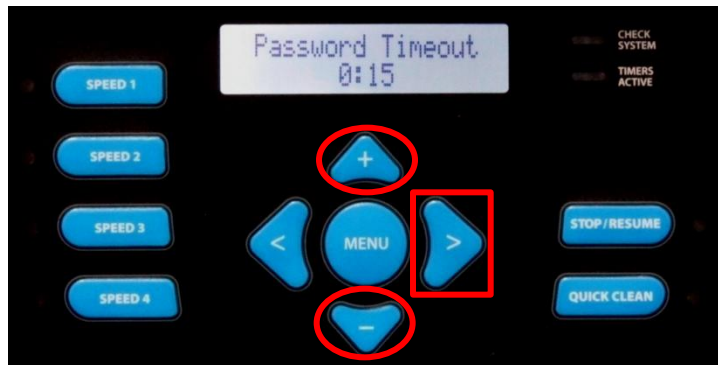 Password Timeout
0:15
CHECK
SYSTEM
TIMERS
ACTIVE
SPEED 1
SPEED 2
+
SPEED 3
<
MENU
>
STOP/RESUME
SPEED 4
−
QUICK CLEAN